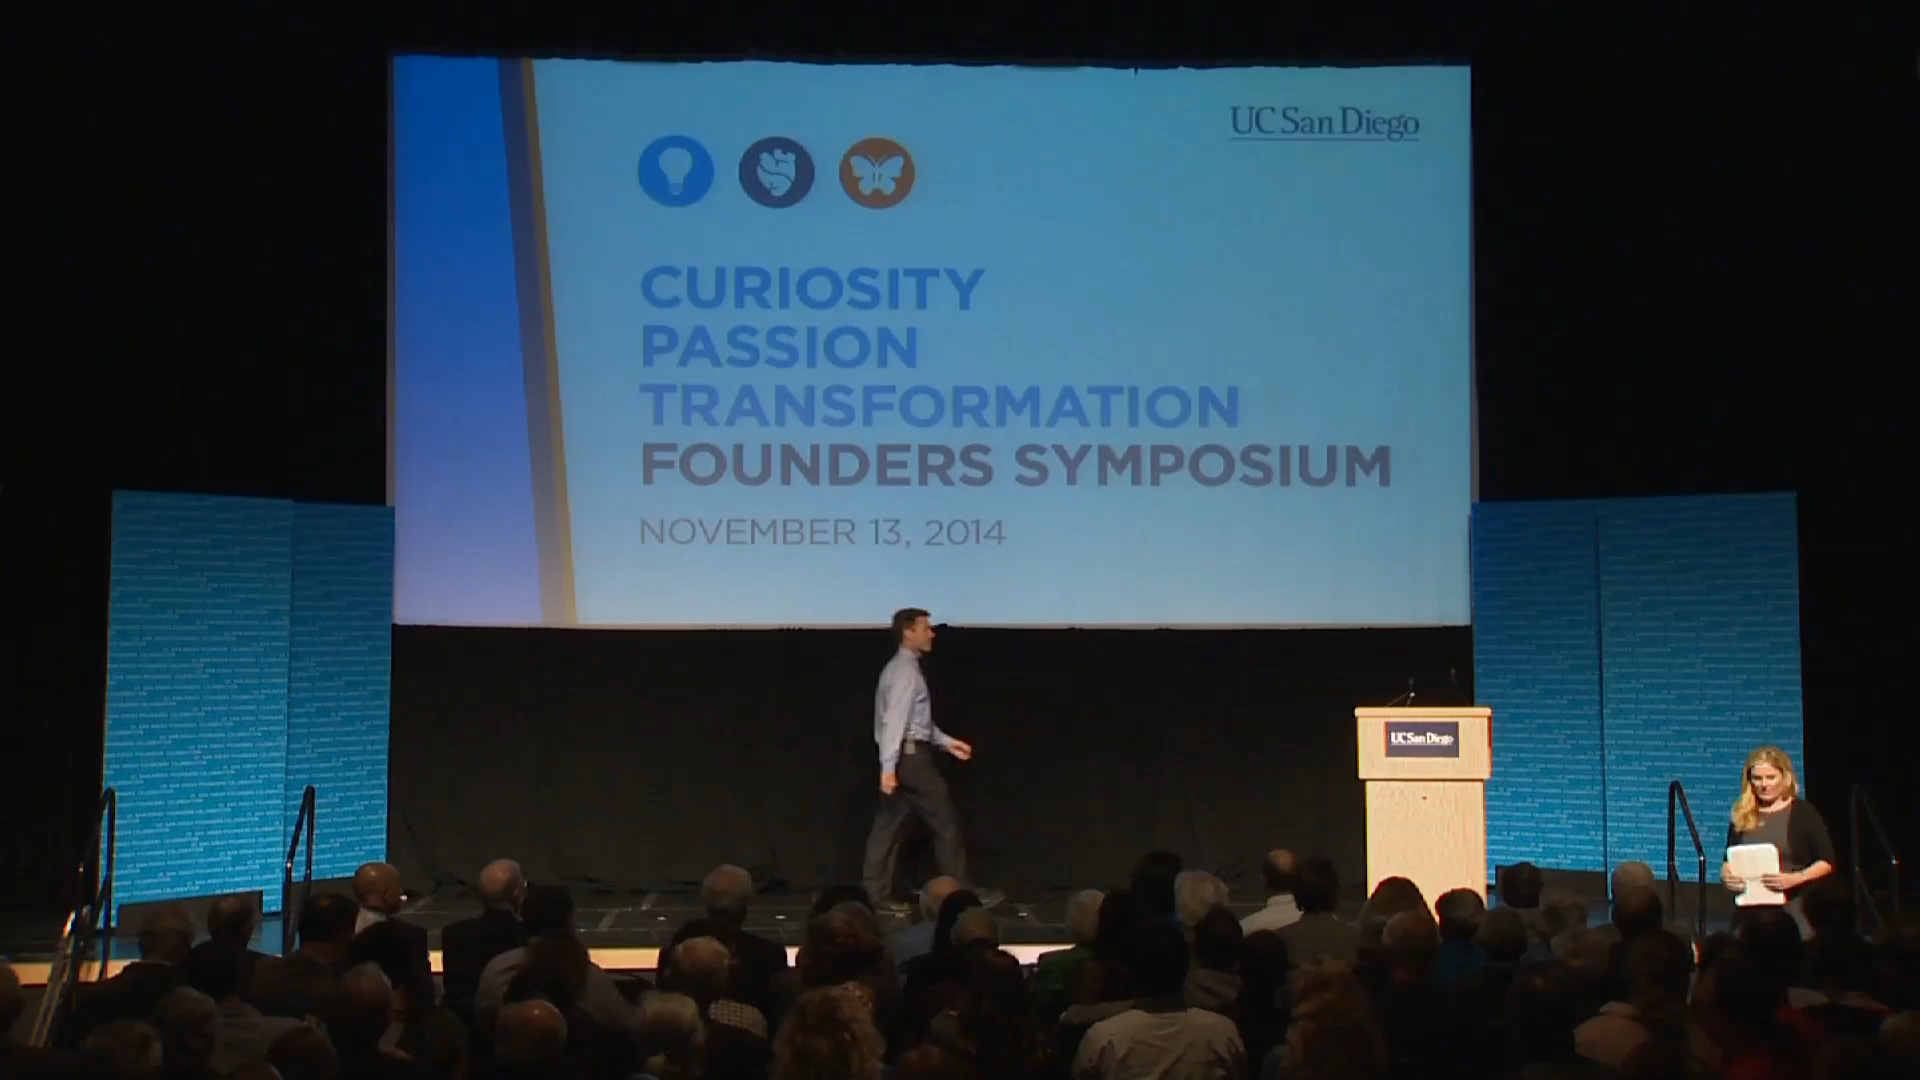 UC San Diego
CURIOSITY
PASSION
TRANSFORMATION
FOUNDERS SYMPOSIUM
NOVEMBER 13, 2014
UC San Diego